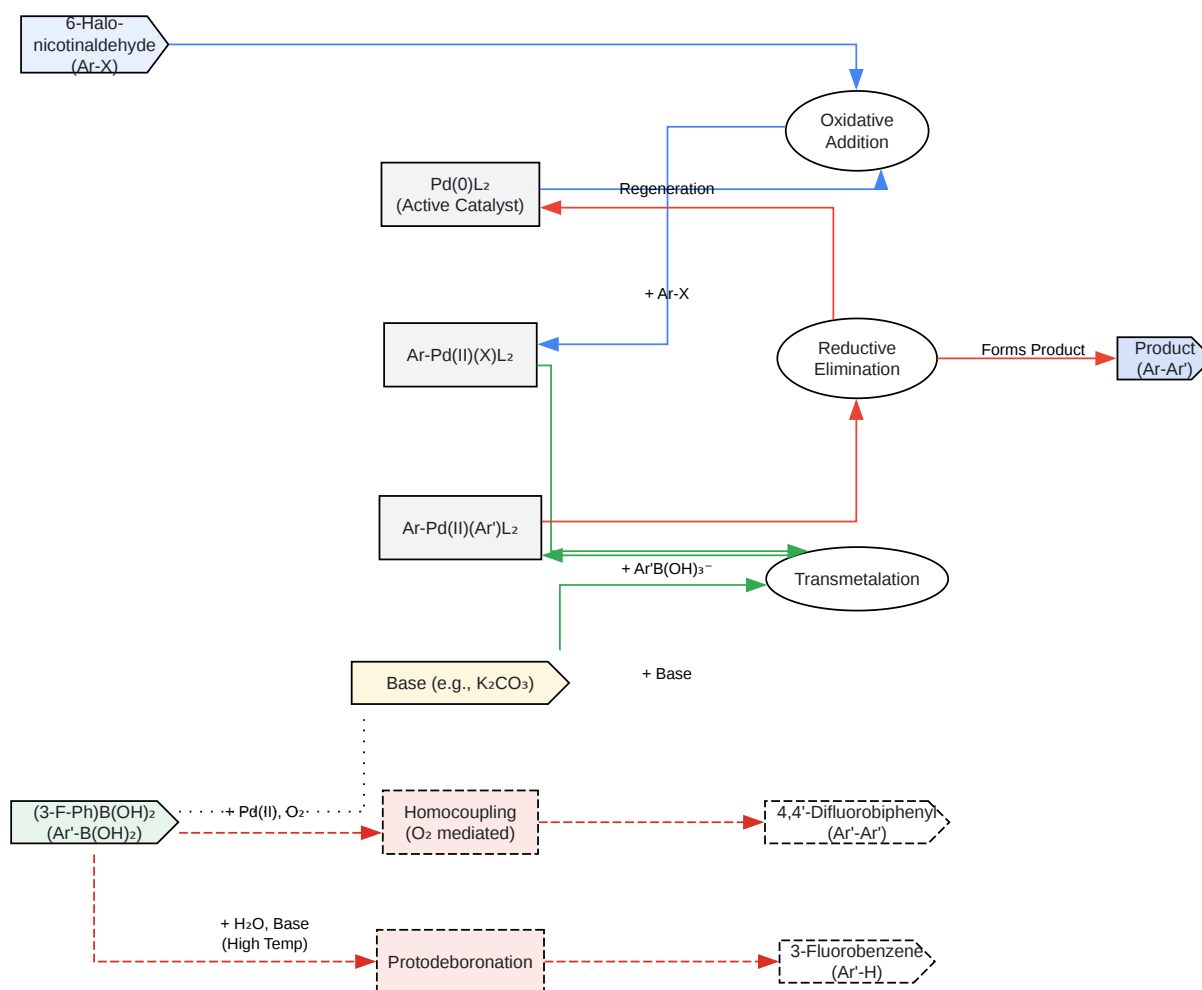 6-Halo-
nicotinaldehyde
(Ar-X)
Oxidative
Addition
Pd(0)L₂
(Active Catalyst)
Regeneration
+ Ar-X
Ar-Pd(II)(X)L₂
Reductive
Elimination
Forms Product
Product
(Ar-Ar')
Ar-Pd(II)(Ar')L₂
+ Ar'B(OH)₃⁻
Transmetalation
Base (e.g., K₂CO₃)
+ Base
(3-F-Ph)B(OH)₂
(Ar'-B(OH)₂)
+ Pd(II), O₂
Homocoupling
(O₂ mediated)
4,4'-Difluorobiphenyl
(Ar'-Ar')
+ H₂O, Base
(High Temp)
Protodeboronation
3-Fluorobenzene
(Ar'-H)